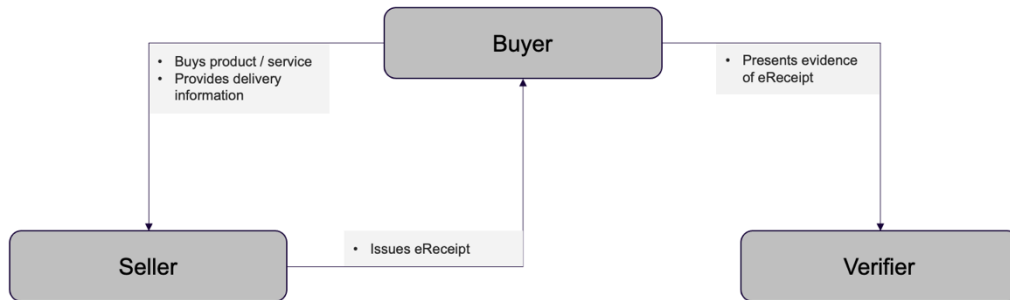 Buyer
• Buys product / service
• Provides delivery
information
• Presents evidence
of eReceipt
• Issues eReceipt
Seller
Verifier